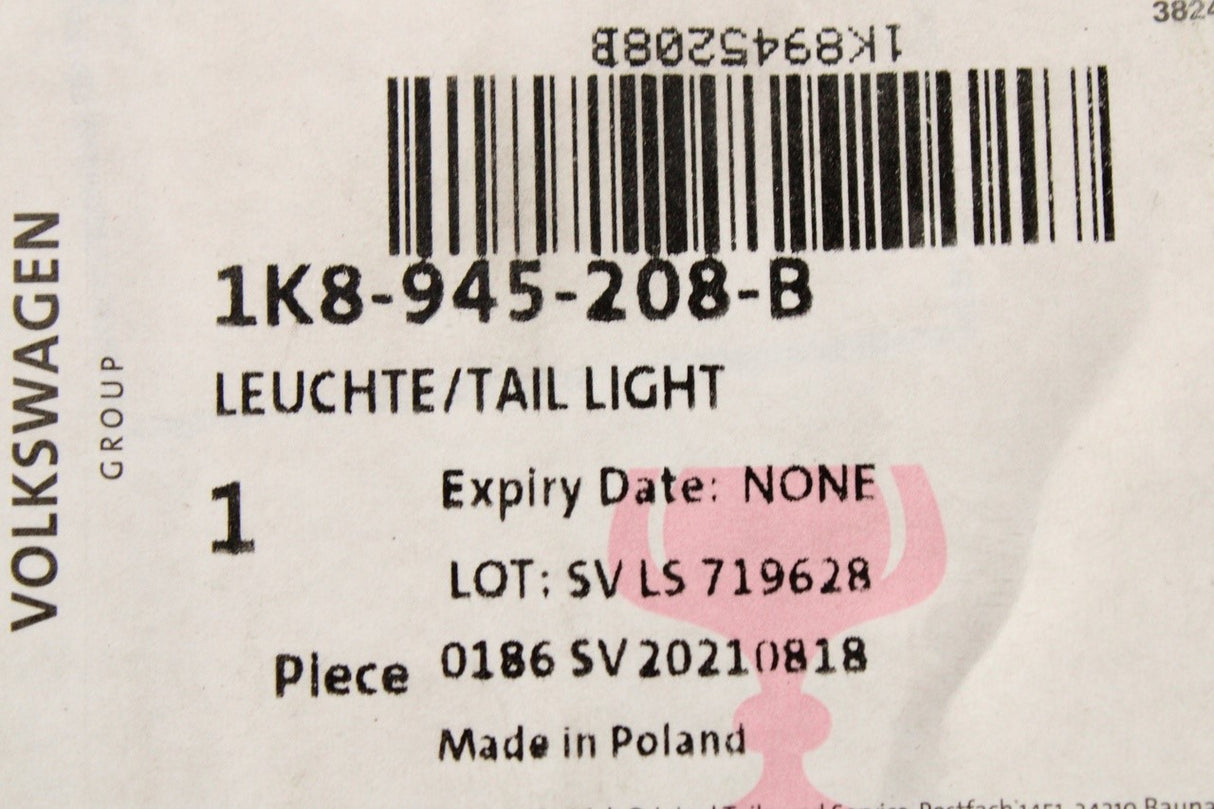 3824
1K8945208B
1K8-945-208-B
LEUCHTE/TAIL LIGHT
1
Expiry Date: NONE
LOT: SV LS 719628
Piece
0186 SV 20210818
Made in Poland
VOLKSWAGEN
GROUP